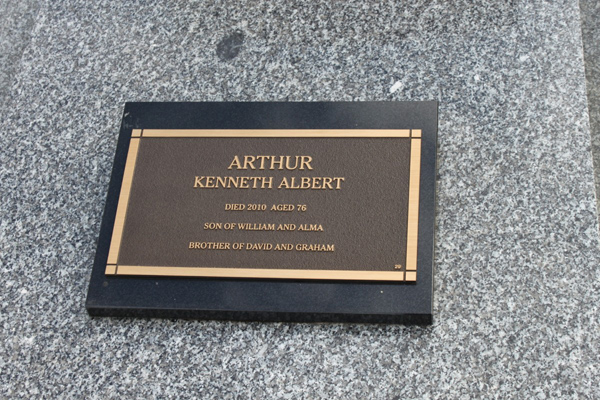 ARTHUR
KENNETH ALBERT
DIED 2010 AGED 76
SON OF WILLIAM AND ALMA
BROTHER OF DAVID AND GRAHAM